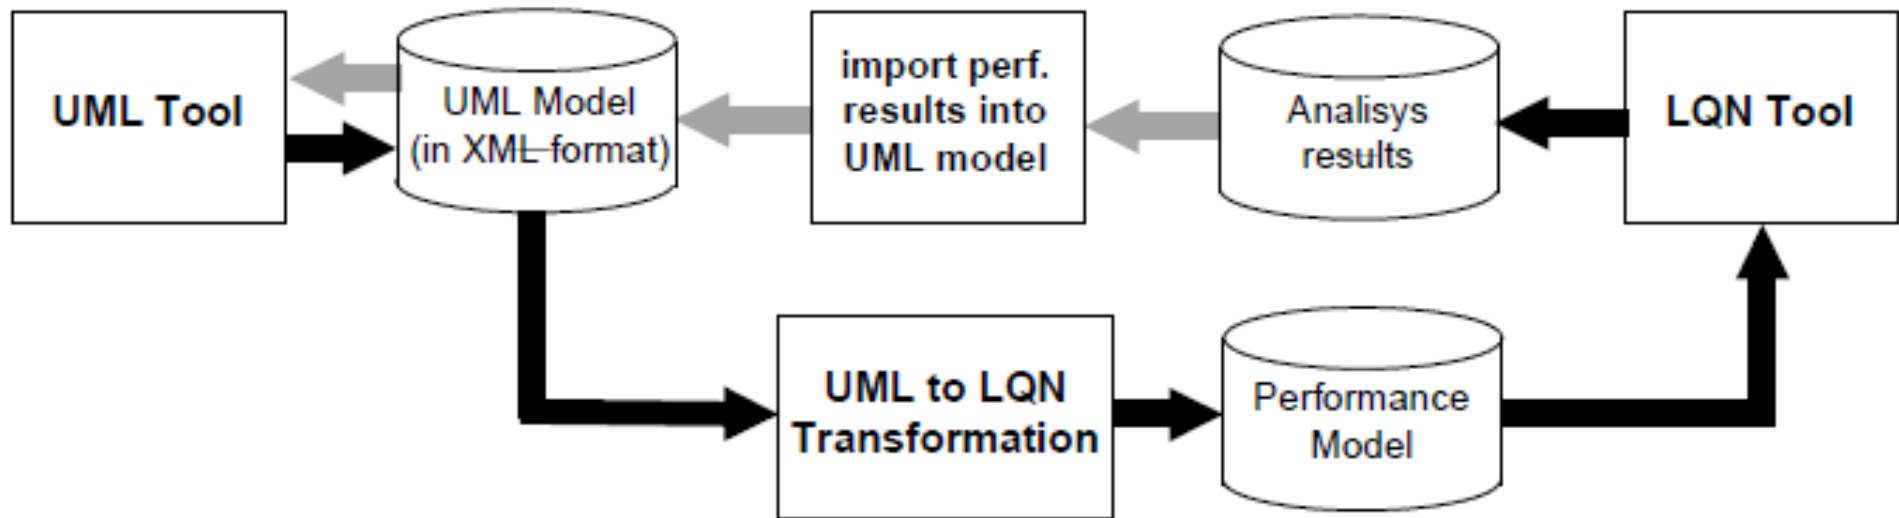 UML Tool
UML Model
(in XML format)
import perf.
results into
UML model
Analisys
results
LQN Tool
UML to LQN
Transformation
Performance
Model